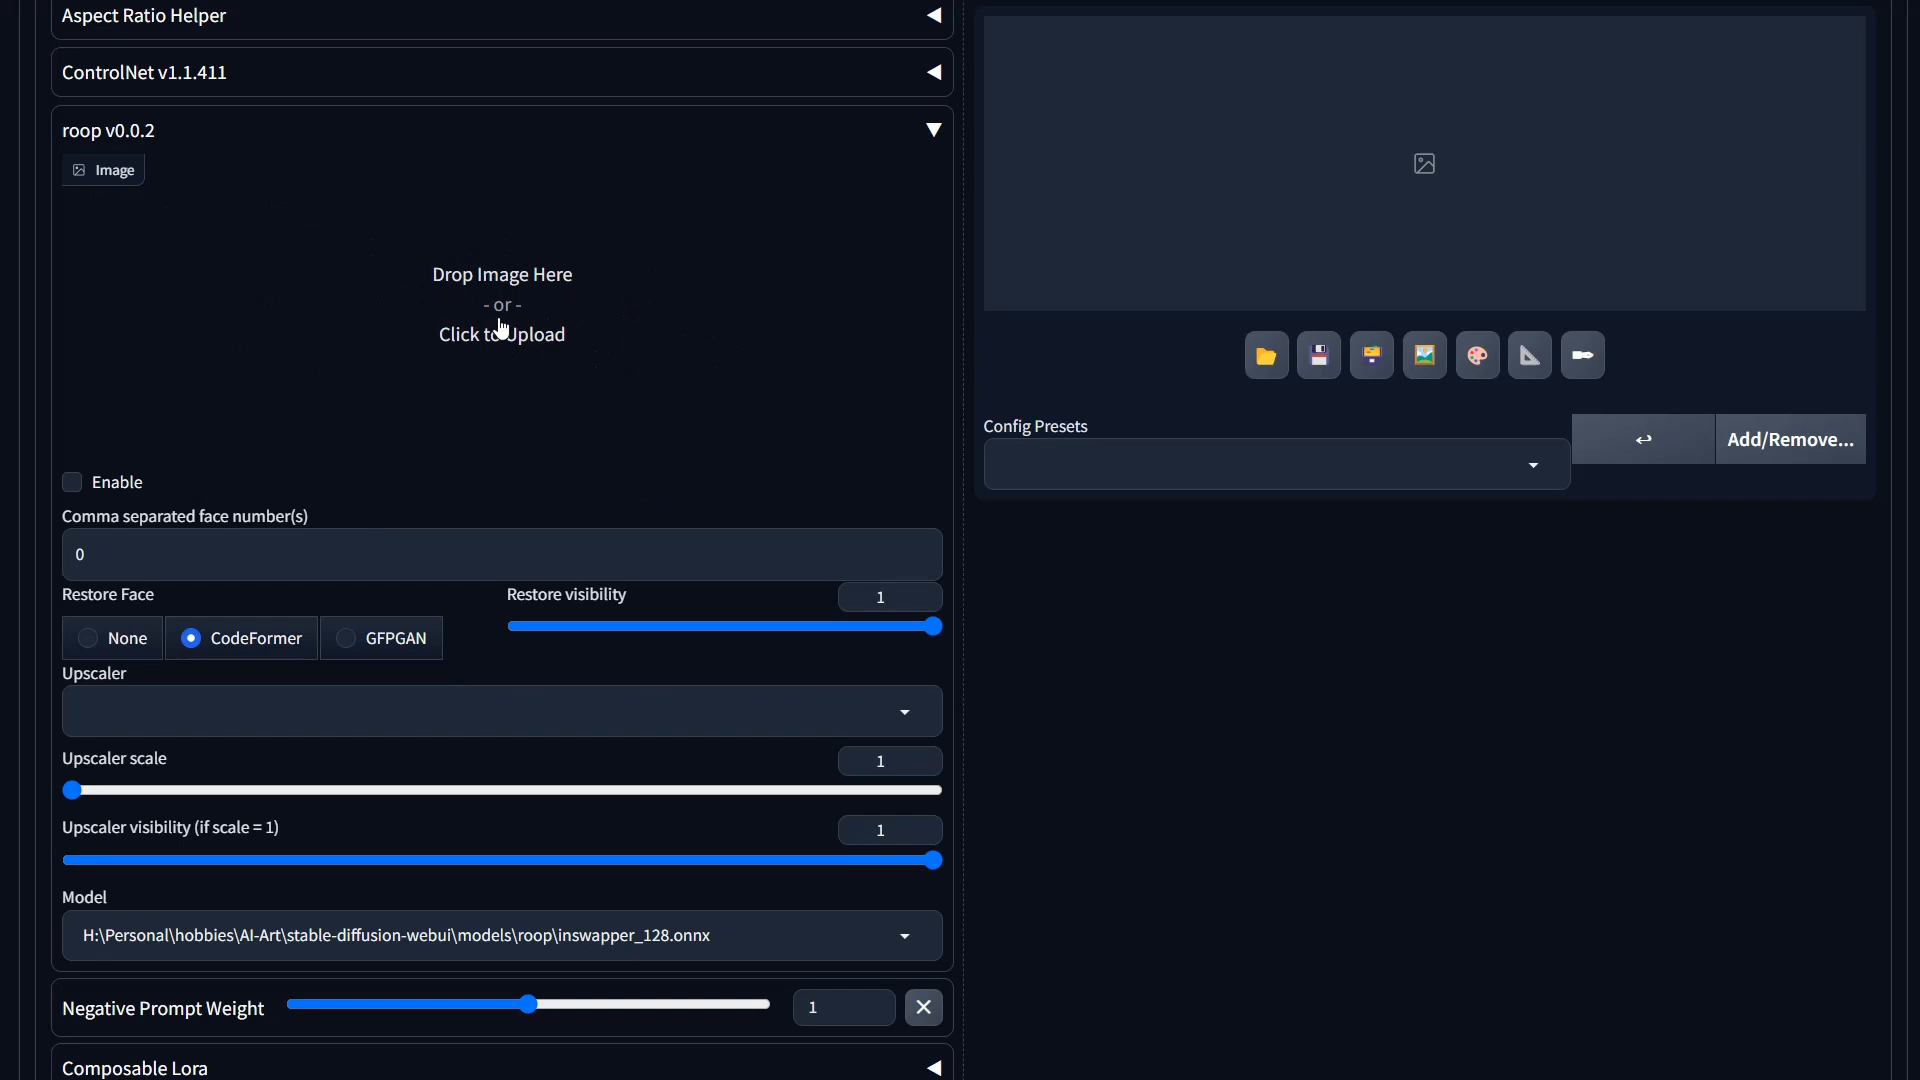 Aspect Ratio Helper
ControlNet v1.1.411
roop v0.0.2
Image
Drop Image Here
- or -
Click to Upload
Enable
Comma separated face number(s)
0
Restore Face
Restore visibility
1
None
CodeFormer
GFPGAN
Upscaler
Upscaler scale
1
Upscaler visibility (if scale = 1)
1
Model
H:\Personal\hobbies\AI-Art\stable-diffusion-webui\models\roop\inswapper_128.onnx
Negative Prompt Weight
1
Composable Lora
Config Presets
Add/Remove...